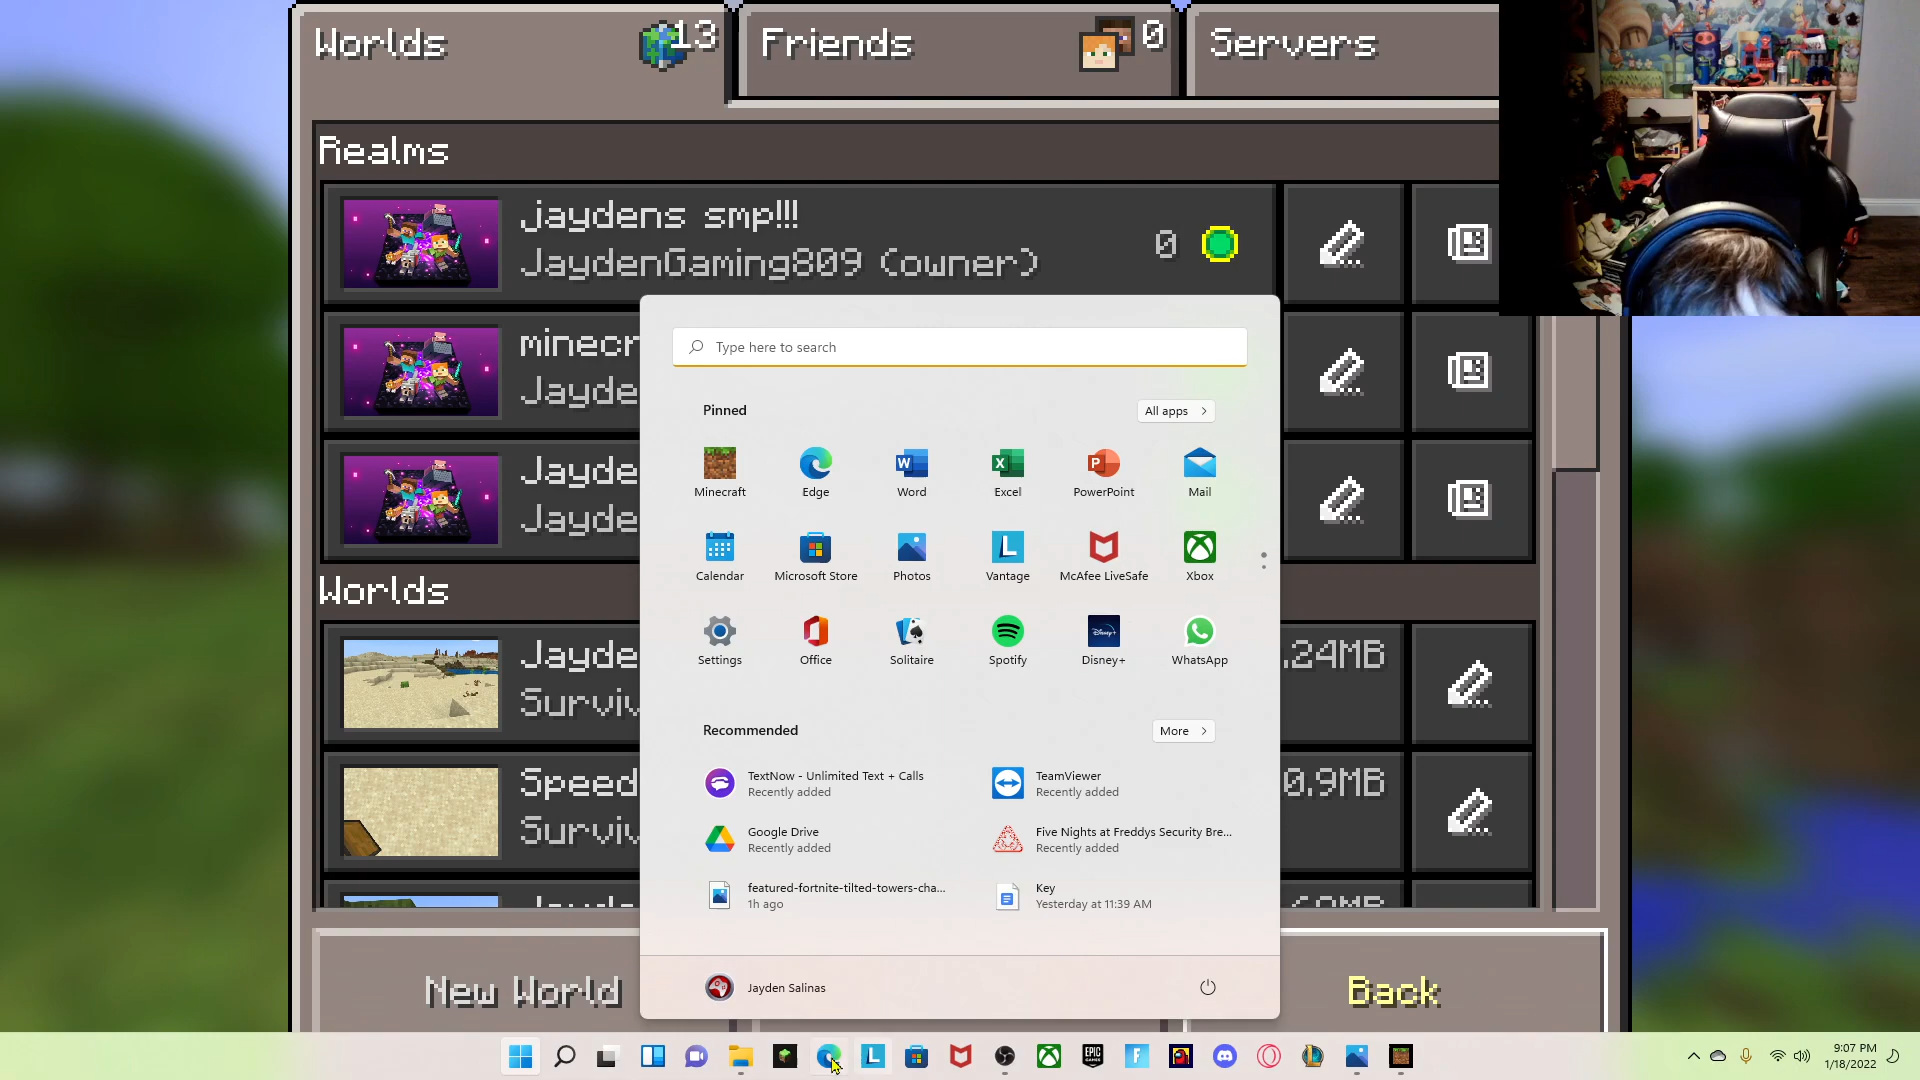 Worlds 13
Friends 0
Servers
Realms
jaydens smp!!!
JaydenGaming809 (owner)
0
minecr
Jayde
Jayde
Jayde
Worlds
Jayde
Surviv
.24MB
Speed
Surviv
0.9MB
New World
Back
Type here to search
Pinned
All apps
Minecraft
Edge
Word
Excel
PowerPoint
Mail
Calendar
Microsoft Store
Photos
Vantage
McAfee LiveSafe
Xbox
Settings
Office
Solitaire
Spotify
Disney+
WhatsApp
Recommended
More
TextNow - Unlimited Text + Calls
Recently added
TeamViewer
Recently added
Google Drive
Recently added
Five Nights at Freddys Security Bre...
Recently added
featured-fortnite-tilted-towers-cha...
1h ago
Key
Yesterday at 11:39 AM
Jayden Salinas
9:07 PM
1/18/2022